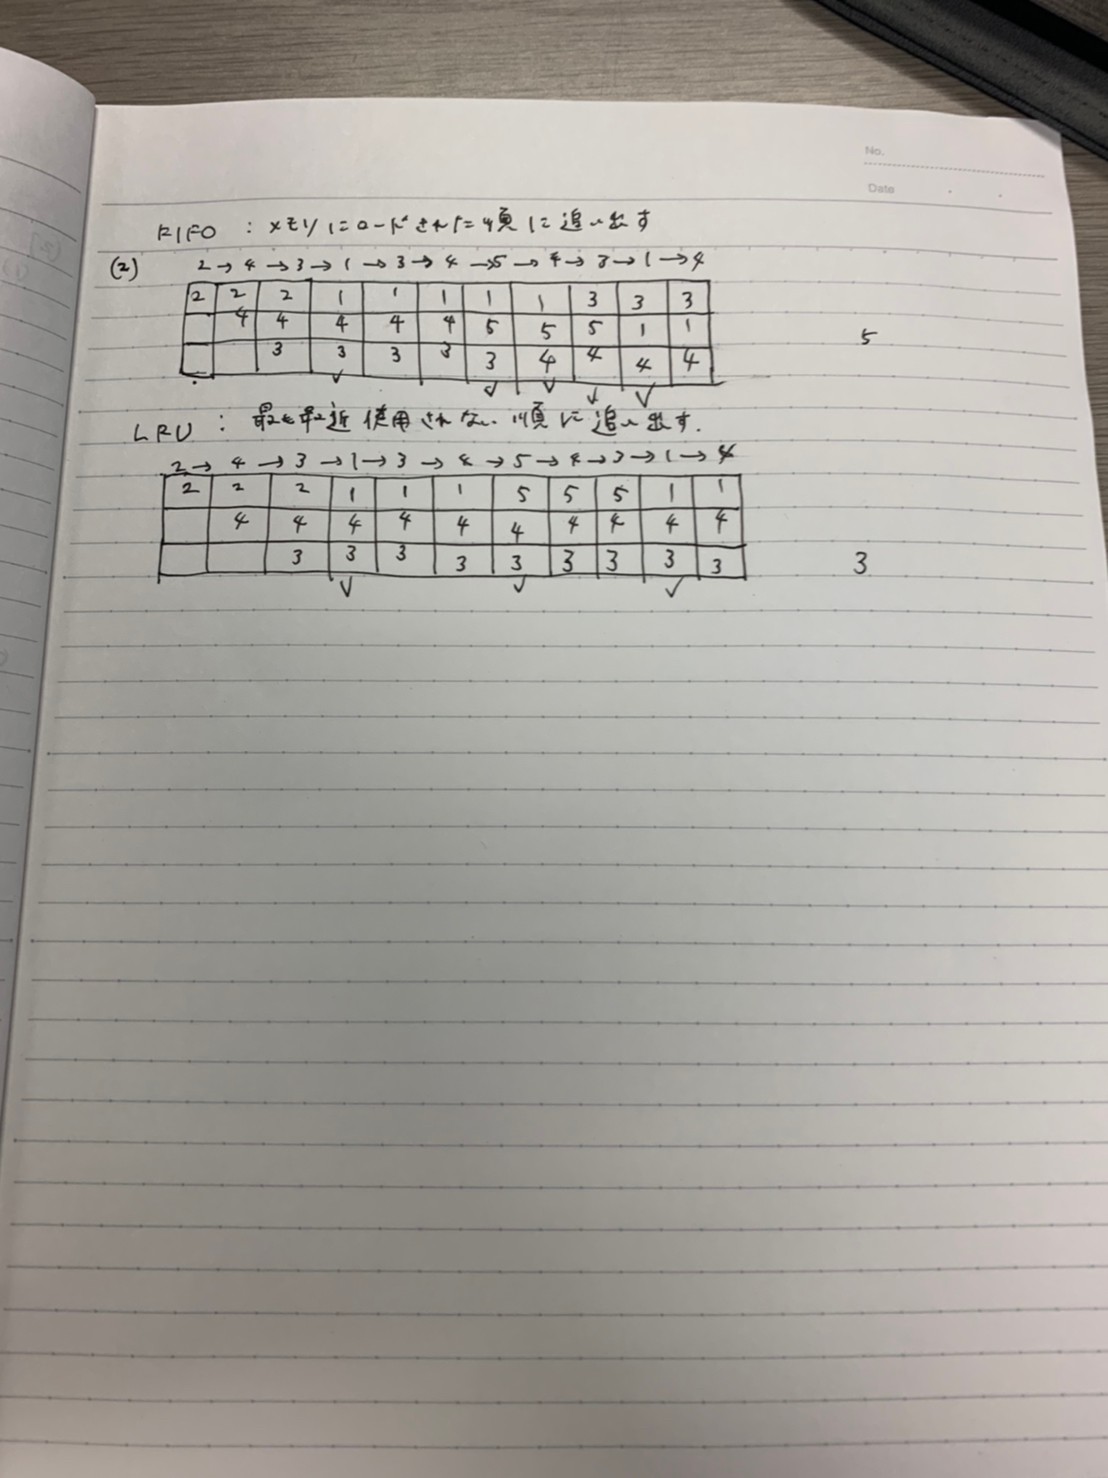 No.
Date
FIFO : メモリにロードされた順に追い出す
(2) 2→4→3→1→3→4→5→4→3→1→4
2 2 2 1 1 1 1 1 3 3 3
4 4 4 4 4 5 5 5 1 1 5
3 3 3 3 3 4 4 4 4
✓ ✓ ✓ ✓ ✓
LRU : 最も最近使用されない順に追い出す.
2→4→3→1→3→4→5→4→3→1→4
2 2 2 1 1 1 5 5 5 1 1
4 4 4 4 4 4 4 4 4 4
3 3 3 3 3 3 3 3 3 3
✓ ✓ ✓